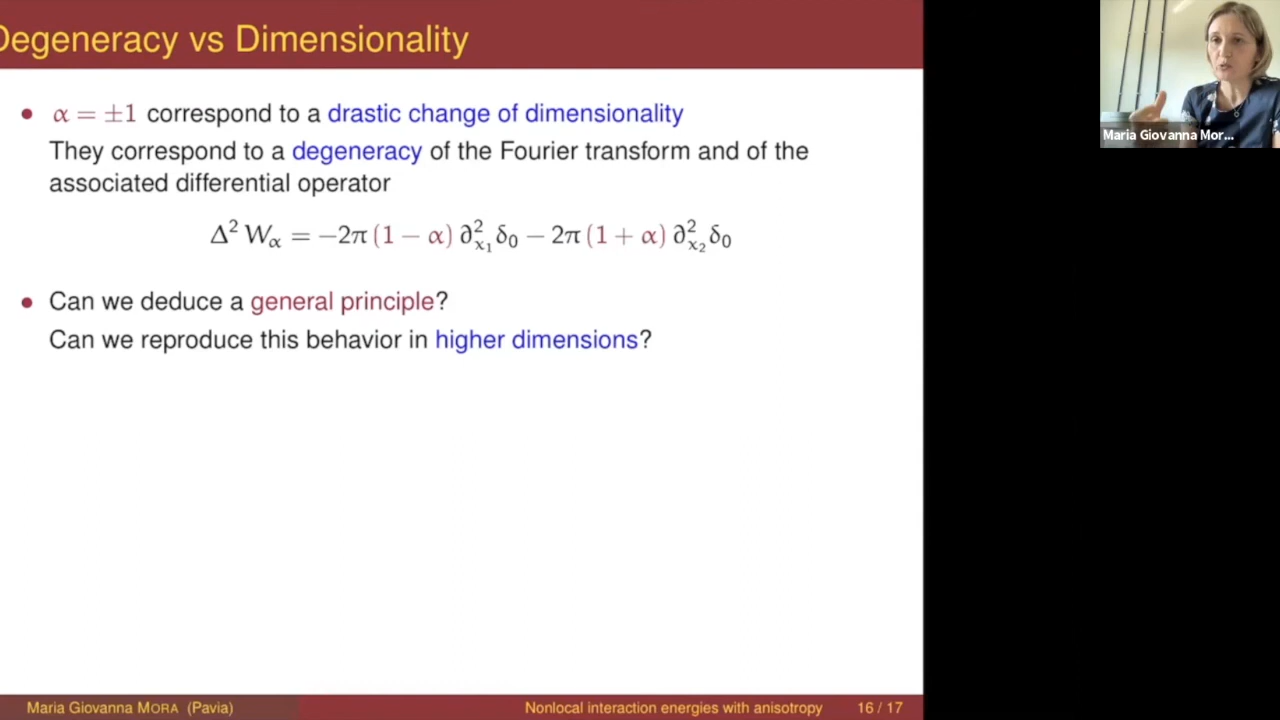 Degeneracy vs Dimensionality
• α = ±1 correspond to a drastic change of dimensionality
They correspond to a degeneracy of the Fourier transform and of the
associated differential operator
Δ² W_α = −2π (1 − α) ∂²_{x₁} δ₀ − 2π (1 + α) ∂²_{x₂} δ₀
• Can we deduce a general principle?
Can we reproduce this behavior in higher dimensions?
Maria Giovanna MORA (Pavia)
Nonlocal interaction energies with anisotropy 16 / 17
Maria Giovanna Mor...